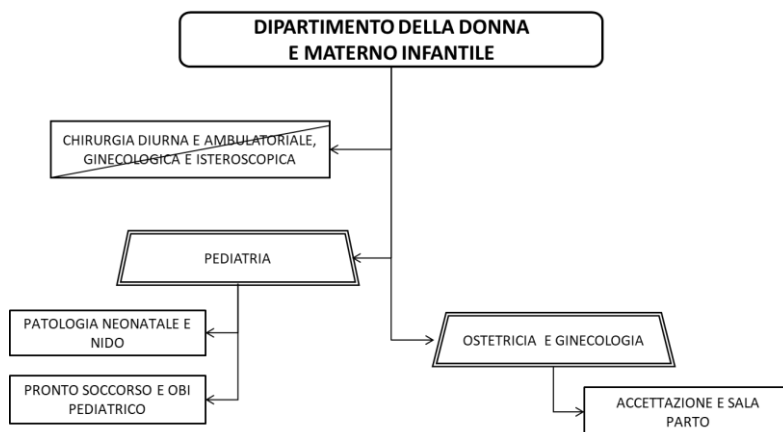 DIPARTIMENTO DELLA DONNA
E MATERNO INFANTILE
CHIRURGIA DIURNA E AMBULATORIALE,
GINECOLOGICA E ISTEROSCOPICA
PEDIATRIA
PATOLOGIA NEONATALE E
NIDO
OSTETRICIA E GINECOLOGIA
PRONTO SOCCORSO E OBI
PEDIATRICO
ACCETTAZIONE E SALA
PARTO